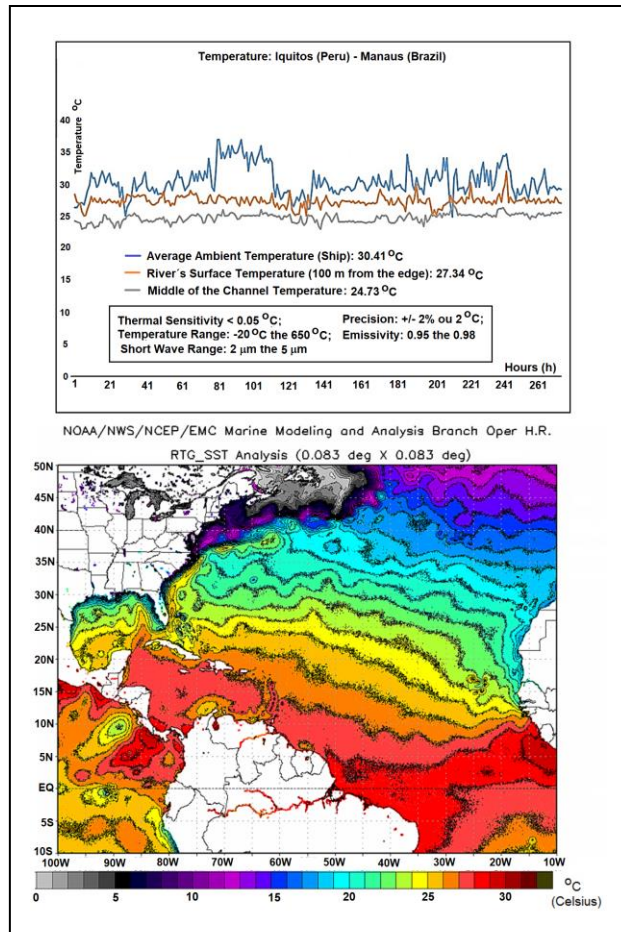 Temperature: Iquitos (Peru) - Manaus (Brazil)
Temperature °C
40
35
30
25
20
15
10
5
0
Average Ambient Temperature (Ship): 30.41 °C
River´s Surface Temperature (100 m from the edge): 27.34 °C
Middle of the Channel Temperature: 24.73 °C
Thermal Sensitivity < 0.05 °C; Precision: +/- 2% ou 2 °C;
Temperature Range: -20°C the 650°C; Emissivity: 0.95 the 0.98
Short Wave Range: 2 µm the 5 µm
Hours (h)
1 21 41 61 81 101 121 141 161 181 201 221 241 261
NOAA/NWS/NCEP/EMC Marine Modeling and Analysis Branch Oper H.R.
RTG_SST Analysis (0.083 deg X 0.083 deg)
50N
45N
40N
35N
30N
25N
20N
15N
10N
5N
EQ
5S
10S
100W 90W 80W 70W 60W 50W 40W 30W 20W 10W
0 5 10 15 20 25 30
°C
(Celsius)